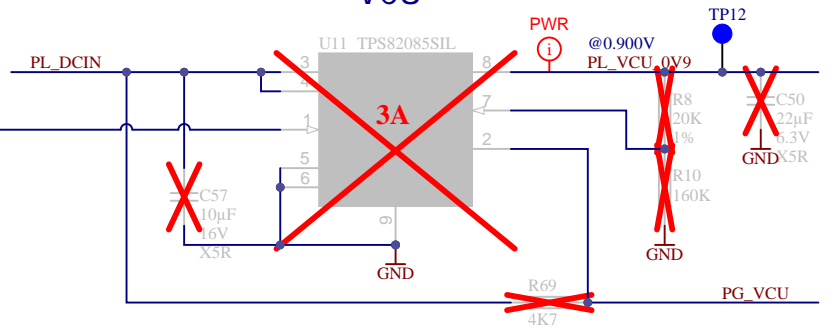 TP12
PWR
i
U11 TPS82085SIL
@0.900V
PL_DCIN
3
8
PL_VCU_0V9
4
R8
C50
7
20K
22µF
3A
1
1%
6.3V
2
GND
X5R
5
R10
6
160K
C57
10µF
16V
9
X5R
GND
GND
R69
PG_VCU
4K7